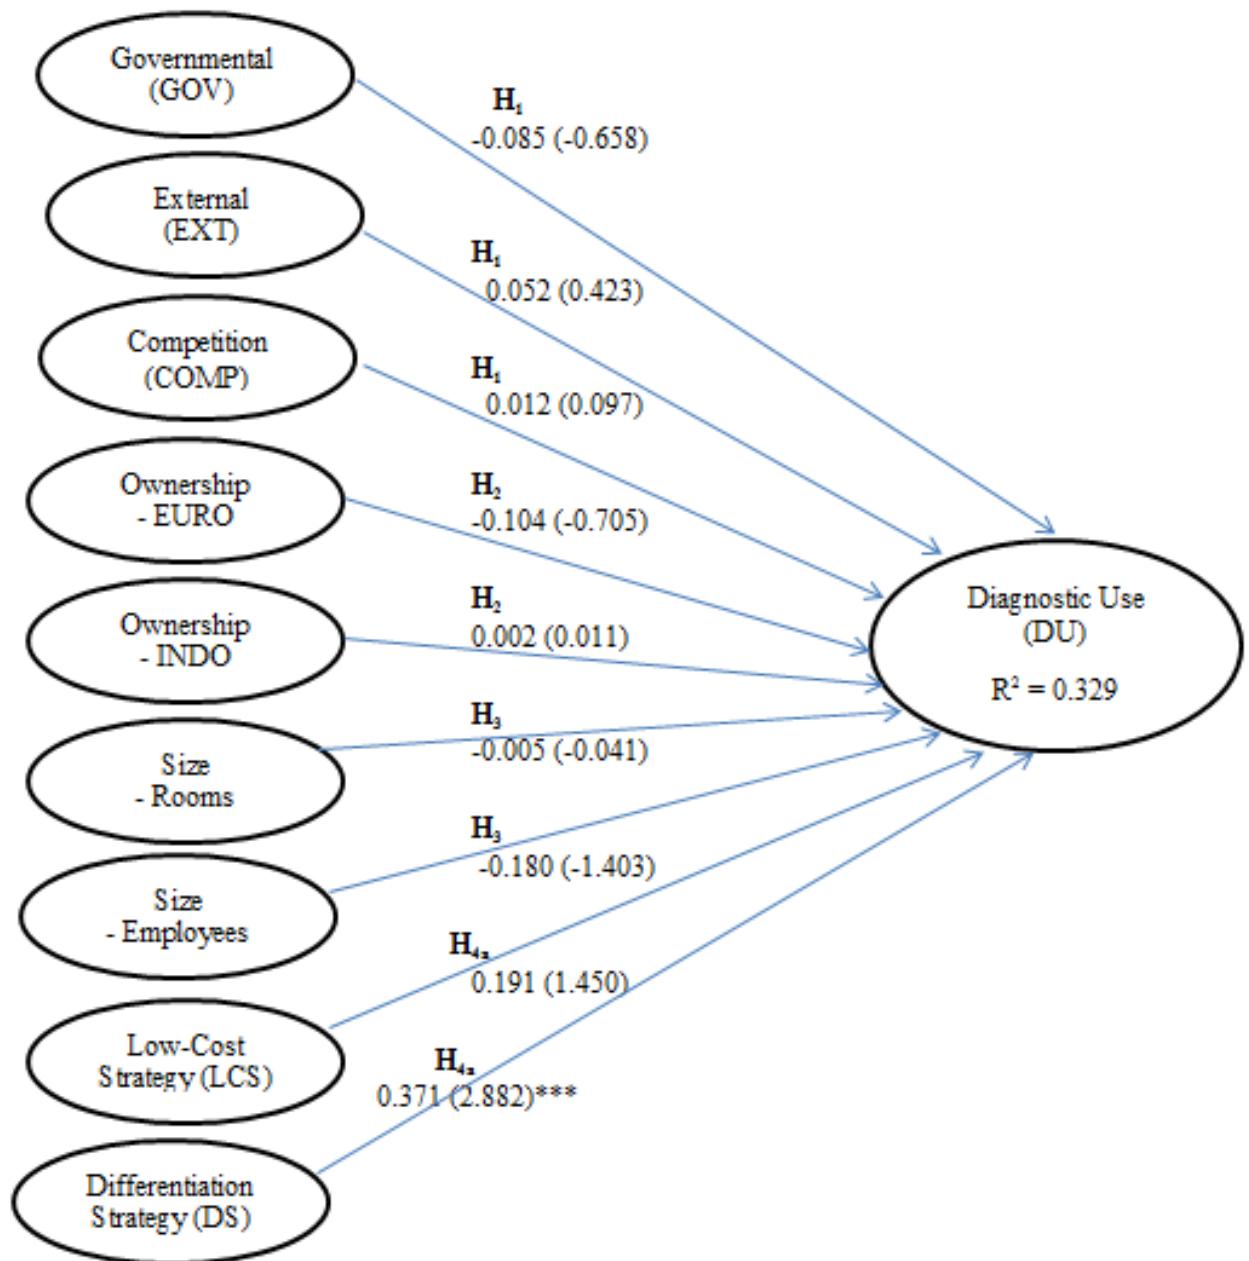 Governmental
(GOV)
H₁
-0.085 (-0.658)
External
(EXT)
H₁
0.052 (0.423)
Competition
(COMP)
H₁
0.012 (0.097)
Ownership
- EURO
H₂
-0.104 (-0.705)
Ownership
- INDO
H₂
0.002 (0.011)
Size
- Rooms
H₃
-0.005 (-0.041)
Size
- Employees
H₃
-0.180 (-1.403)
Low-Cost
Strategy (LCS)
H₄ₐ
0.191 (1.450)
Differentiation
Strategy (DS)
H₄ₐ
0.371 (2.882)***
Diagnostic Use
(DU)
R² = 0.329